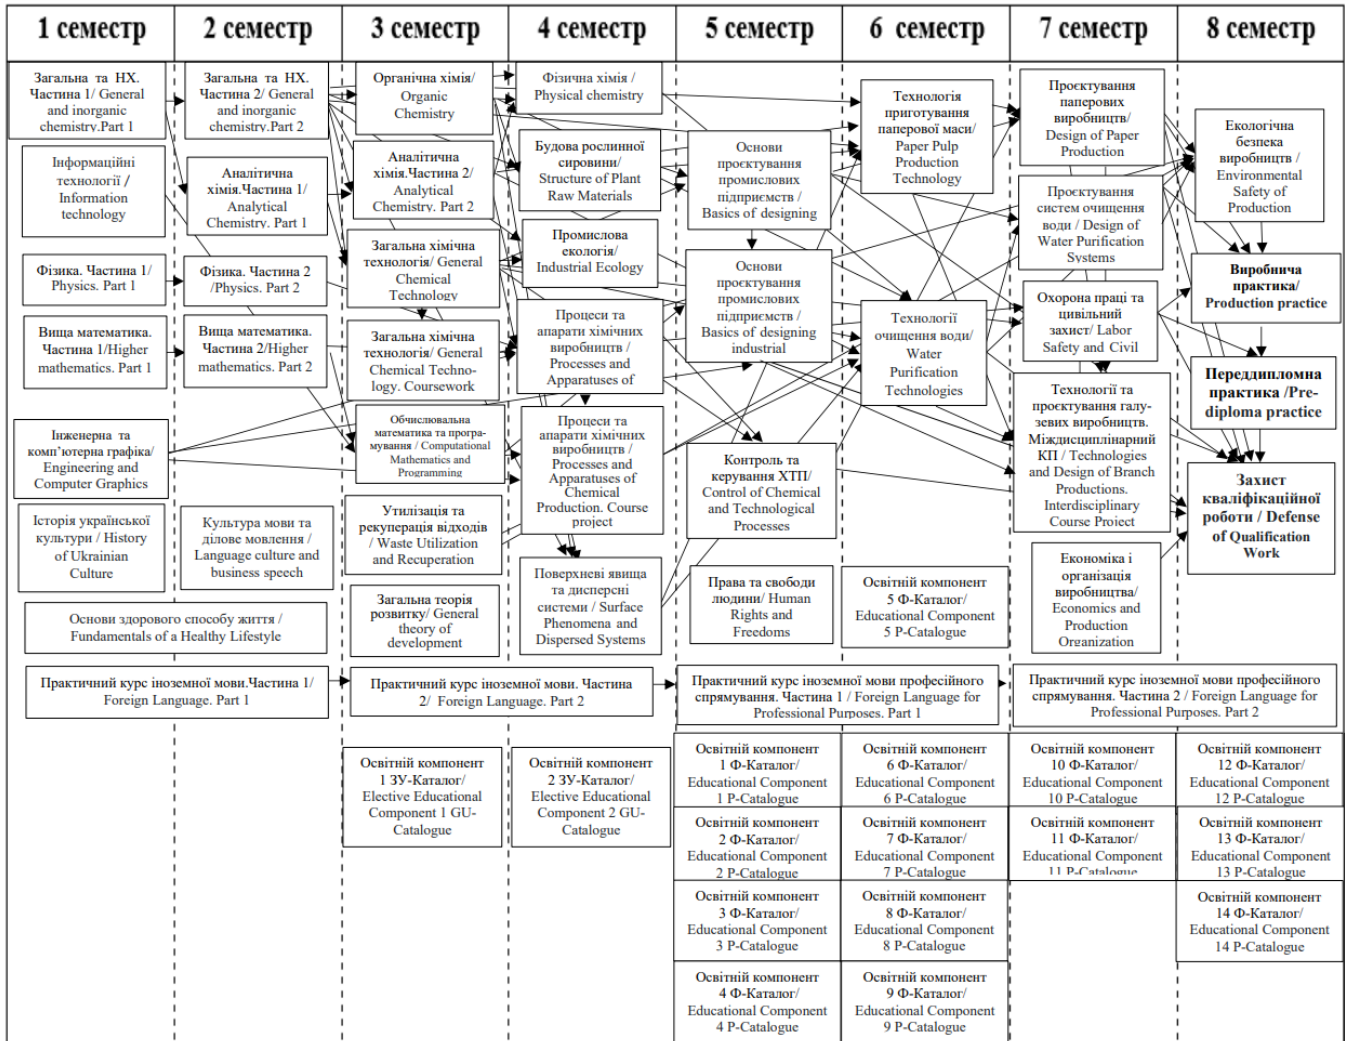 1 семестр
2 семестр
3 семестр
4 семестр
5 семестр
6 семестр
7 семестр
8 семестр
Загальна та НХ.
Частина 1/ General
and inorganic
chemistry.Part 1
Інформаційні
технології /
Information
technology
Фізика. Частина 1/
Physics. Part 1
Вища математика.
Частина 1/Higher
mathematics. Part 1
Інженерна та
комп’ютерна графіка/
Engineering and
Computer Graphics
Історія української
культури / History
of Ukrainian
Culture
Загальна та НХ.
Частина 2/ General
and inorganic
chemistry.Part 2
Аналітична
хімія.Частина 1/
Analytical
Chemistry. Part 1
Фізика. Частина 2
/Physics. Part 2
Вища математика.
Частина 2/Higher
mathematics. Part 2
Культура мови та
ділове мовлення /
Language culture and
business speech
Основи здорового способу життя /
Fundamentals of a Healthy Lifestyle
Практичний курс іноземної мови.Частина 1/
Foreign Language. Part 1
Органічна хімія/
Organic
Chemistry
Аналітична
хімія.Частина 2/
Analytical
Chemistry. Part 2
Загальна хімічна
технологія/ General
Chemical
Technology
Загальна хімічна
технологія/ General
Chemical Techno-
logy. Coursework
Обчислювальна
математика та програ-
мування / Computational
Mathematics and
Programming
Утилізація та
рекуперація відходів
/ Waste Utilization
and Recuperation
Загальна теорія
розвитку/ General
theory of
development
Практичний курс іноземної мови. Частина
2/ Foreign Language. Part 2
Освітній компонент
1 ЗУ-Каталог/
Elective Educational
Component 1 GU-
Catalogue
Фізична хімія /
Physical chemistry
Будова рослинної
сировини/
Structure of Plant
Raw Materials
Промислова
екологія/
Industrial Ecology
Процеси та
апарати хімічних
виробництв /
Processes and
Apparatuses of
Процеси та
апарати хімічних
виробництв /
Processes and
Apparatuses of
Chemical
Production. Course
project
Поверхневі явища
та дисперсні
системи / Surface
Phenomena and
Dispersed Systems
Освітній компонент
2 ЗУ-Каталог/
Elective Educational
Component 2 GU-
Catalogue
Основи
проєктування
промислових
підприємств /
Basics of designing
Основи
проєктування
промислових
підприємств /
Basics of designing
industrial
Контроль та
керування ХТП/
Control of Chemical
and Technological
Processes
Права та свободи
людини/ Human
Rights and
Freedoms
Практичний курс іноземної мови професійного
спрямування. Частина 1 / Foreign Language for
Professional Purposes. Part 1
Освітній компонент
1 Ф-Каталог/
Educational Component
1 P-Catalogue
Освітній компонент
2 Ф-Каталог/
Educational Component
2 P-Catalogue
Освітній компонент
3 Ф-Каталог/
Educational Component
3 P-Catalogue
Освітній компонент
4 Ф-Каталог/
Educational Component
4 P-Catalogue
Технологія
приготування
паперової маси/
Paper Pulp
Production
Technology
Технології
очищення води/
Water
Purification
Technologies
Освітній компонент
5 Ф-Каталог/
Educational Component
5 P-Catalogue
Освітній компонент
6 Ф-Каталог/
Educational Component
6 P-Catalogue
Освітній компонент
7 Ф-Каталог/
Educational Component
7 P-Catalogue
Освітній компонент
8 Ф-Каталог/
Educational Component
8 P-Catalogue
Освітній компонент
9 Ф-Каталог/
Educational Component
9 P-Catalogue
Проєктування
паперових
виробництв/
Design of Paper
Production
Проєктування
систем очищення
води / Design of
Water Purification
Systems
Охорона праці та
цивільний
захист/ Labor
Safety and Civil
Технології та
проєктування галу-
зевих виробництв.
Міждисциплінарний
КП / Technologies
and Design of Branch
Productions.
Interdisciplinary
Course Project
Економіка і
організація
виробництва/
Economics and
Production
Organization
Практичний курс іноземної мови професійного
спрямування. Частина 2 / Foreign Language for
Professional Purposes. Part 2
Освітній компонент
10 Ф-Каталог/
Educational Component
10 P-Catalogue
Освітній компонент
11 Ф-Каталог/
Educational Component
11 P-Catalogue
Екологічна
безпека
виробництв /
Environmental
Safety of
Production
Виробнича
практика/
Production practice
Переддипломна
практика /Pre-
diploma practice
Захист
кваліфікаційної
роботи / Defense
of Qualification
Work
Освітній компонент
12 Ф-Каталог/
Educational Component
12 P-Catalogue
Освітній компонент
13 Ф-Каталог/
Educational Component
13 P-Catalogue
Освітній компонент
14 Ф-Каталог/
Educational Component
14 P-Catalogue